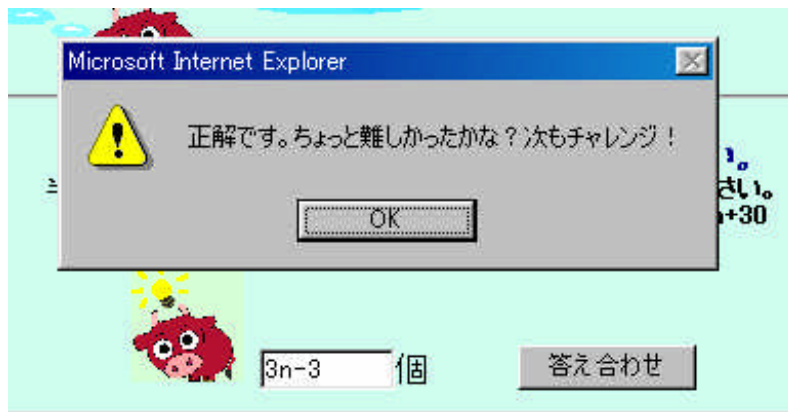 Microsoft Internet Explorer
正解です。ちょっと難しかったかな？次もチャレンジ！
い。
さい。
+30
OK
3n-3 個 答え合わせ